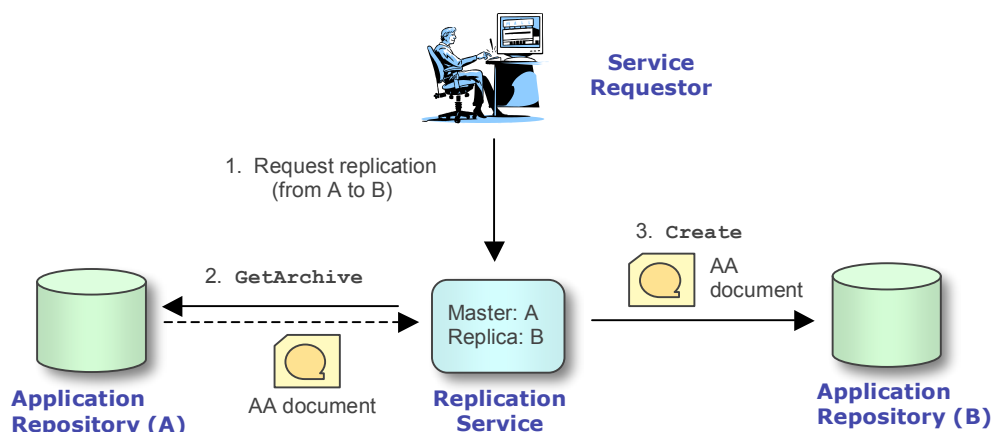 Service
Requestor
1. Request replication
(from A to B)
3. Create
2. GetArchive
AA
document
Master: A
Replica: B
AA document
Application
Repository (A)
Replication
Service
Application
Repository (B)